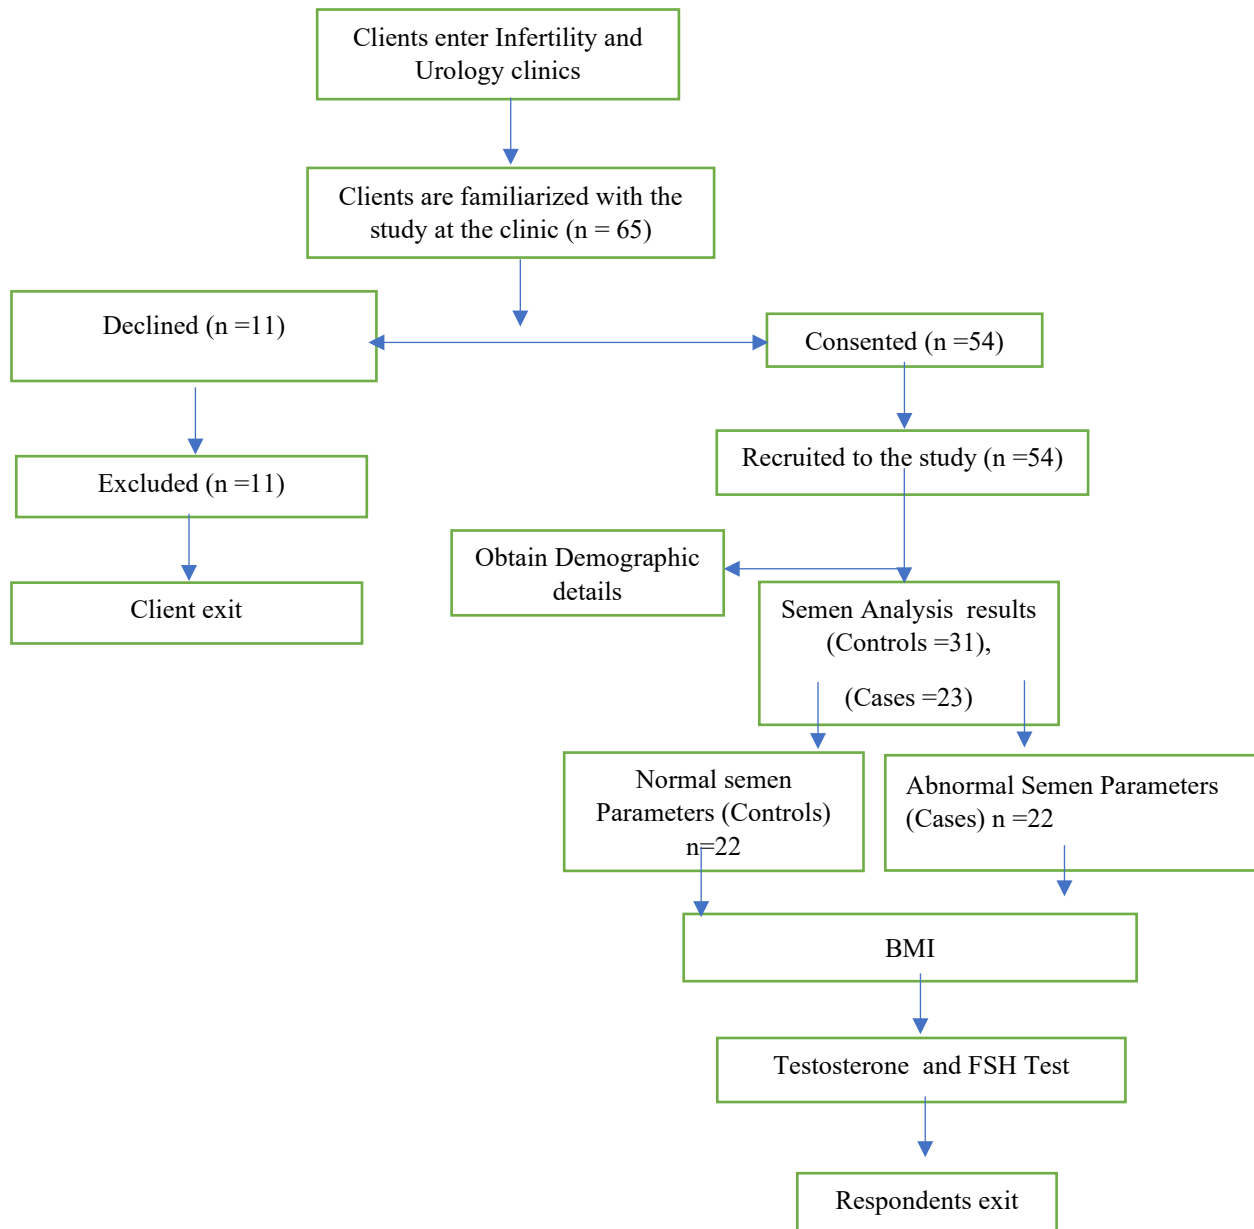 Clients enter Infertility and
Urology clinics
Clients are familiarized with the
study at the clinic (n = 65)
Declined (n =11)
Consented (n =54)
Excluded (n =11)
Recruited to the study (n =54)
Client exit
Obtain Demographic
details
Semen Analysis results
(Controls =31),
(Cases =23)
Normal semen
Parameters (Controls)
n=22
Abnormal Semen Parameters
(Cases) n =22
BMI
Testosterone and FSH Test
Respondents exit